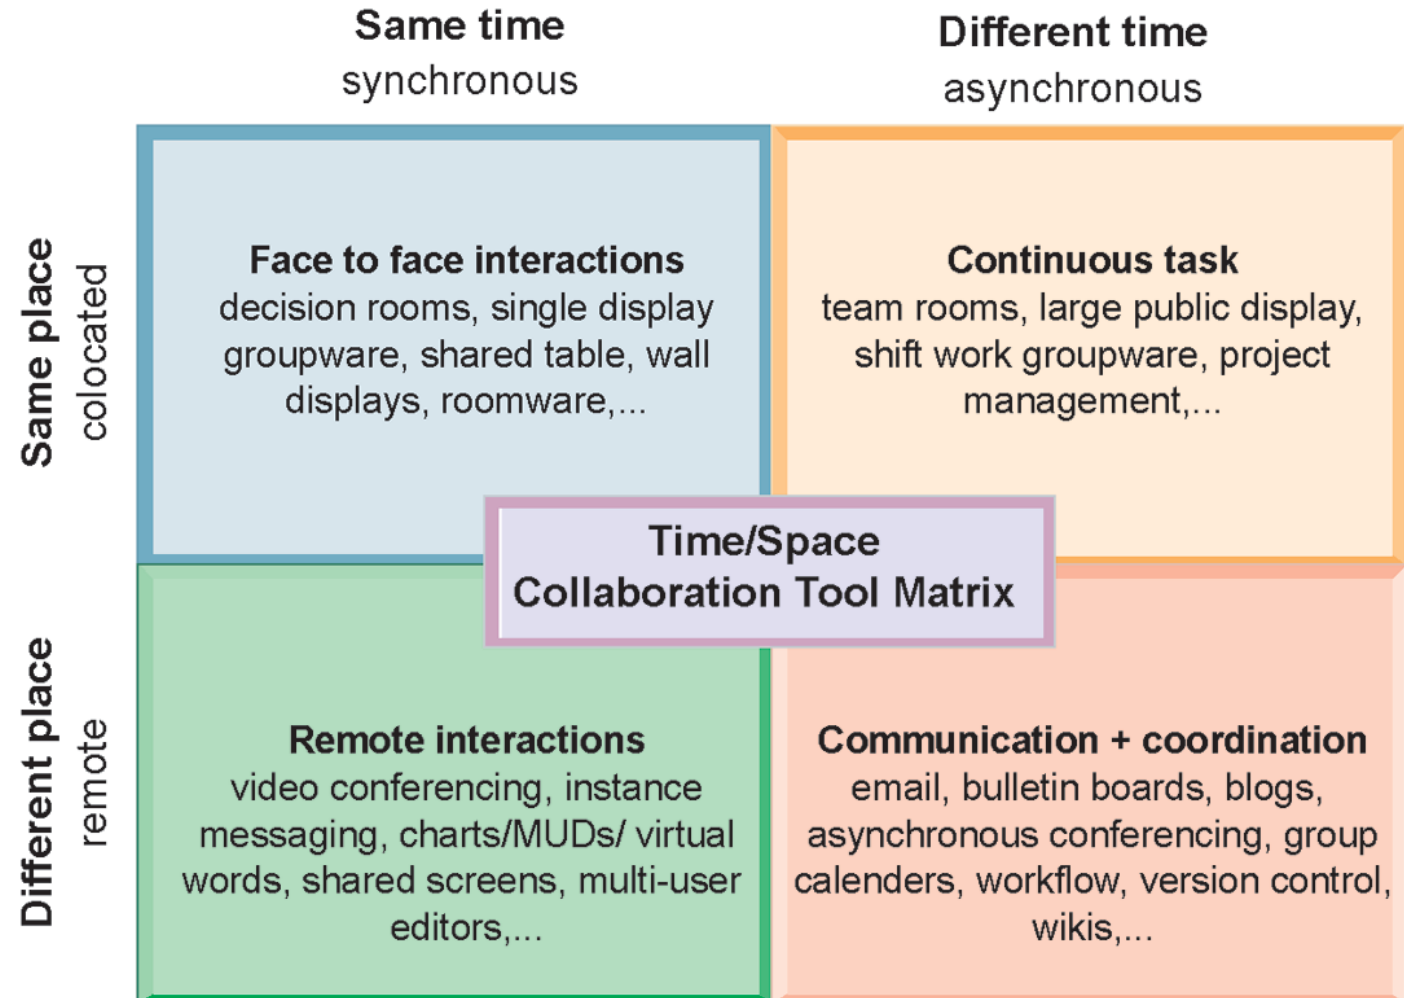 Same time
synchronous
Different time
asynchronous
Same place
colocated
Face to face interactions
decision rooms, single display
groupware, shared table, wall
displays, roomware,...
Continuous task
team rooms, large public display,
shift work groupware, project
management,...
Time/Space
Collaboration Tool Matrix
Different place
remote
Remote interactions
video conferencing, instance
messaging, charts/MUDs/ virtual
words, shared screens, multi-user
editors,...
Communication + coordination
email, bulletin boards, blogs,
asynchronous conferencing, group
calenders, workflow, version control,
wikis,...